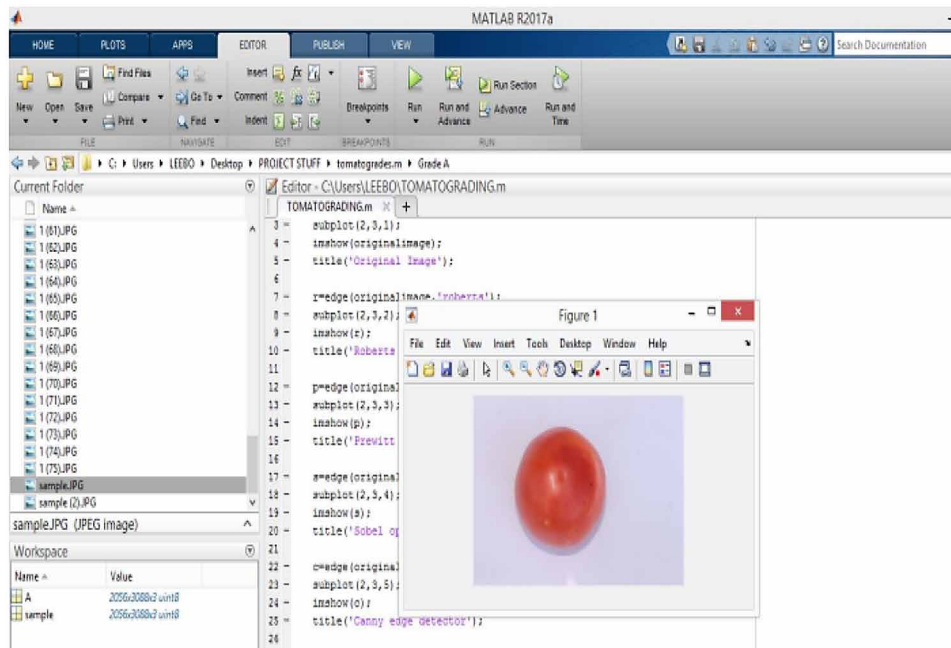 MATLAB R2017a
HOME PLOTS APPS EDITOR PUBLISH VIEW
Search Documentation
New Open Save
Find Files
Compare
Print
FILE
Go To
Find
NAVIGATE
Insert fx
Comment
Indent
EDIT
Breakpoints
BREAKPOINTS
Run
Run and Advance
Run Section
Advance
Run and Time
RUN
C: Users LEEBO Desktop PROJECT STUFF tomatogrades.m Grade A
Current Folder
Name
1 (61).JPG
1 (62).JPG
1 (63).JPG
1 (64).JPG
1 (65).JPG
1 (66).JPG
1 (67).JPG
1 (68).JPG
1 (69).JPG
1 (70).JPG
1 (71).JPG
1 (72).JPG
1 (73).JPG
1 (74).JPG
1 (75).JPG
sample.JPG
sample (2).JPG
sample.JPG (JPEG image)
Workspace
Name Value
A 2056x3088x3 uint8
sample 2056x3088x3 uint8
Editor - C:\Users\LEEBO\TOMATOGRADING.m
TOMATOGRADING.m +
3 - subplot(2,3,1);
4 - imshow(originalimage);
5 - title('Original Image');
6
7 - r=edge(originalimage,'roberts');
8 - subplot(2,3,2);
9 - imshow(r);
10 - title('Roberts
11
12 - p=edge(original
13 - subplot(2,3,3);
14 - imshow(p);
15 - title('Prewitt
16
17 - s=edge(original
18 - subplot(2,3,4);
19 - imshow(s);
20 - title('Sobel op
21
22 - c=edge(original
23 - subplot(2,3,5);
24 - imshow(c);
25 - title('Canny edge detector');
26
Figure 1
File Edit View Insert Tools Desktop Window Help